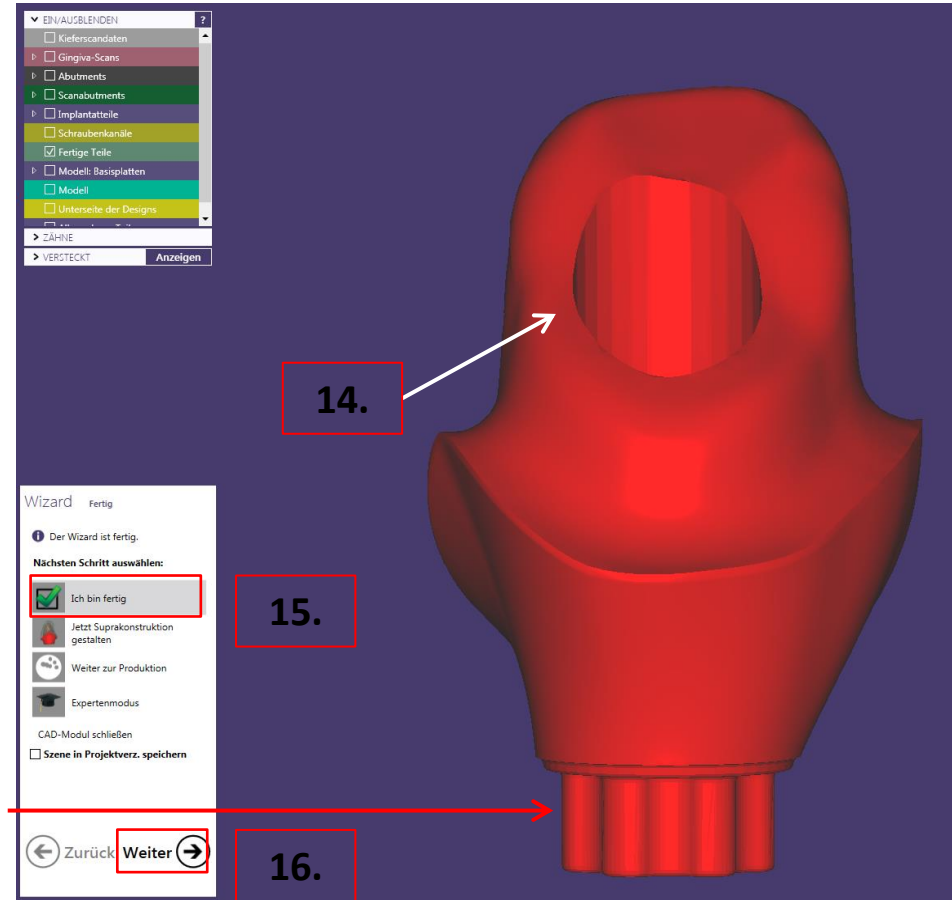 EIN/AUSBLENDEN ?
Kieferscandaten
Gingiva-Scans
Abutments
Scanabutments
Implantatteile
Schraubenkanäle
Fertige Teile
Modell: Basisplatten
Modell
Unterseite der Designs
ZÄHNE
VERSTECKT Anzeigen
14.
Wizard Fertig
Der Wizard ist fertig.
Nächsten Schritt auswählen:
Ich bin fertig
15.
Jetzt Suprakonstruktion
gestalten
Weiter zur Produktion
Expertenmodus
CAD-Modul schließen
Szene in Projektverz. speichern
Zurück Weiter
16.